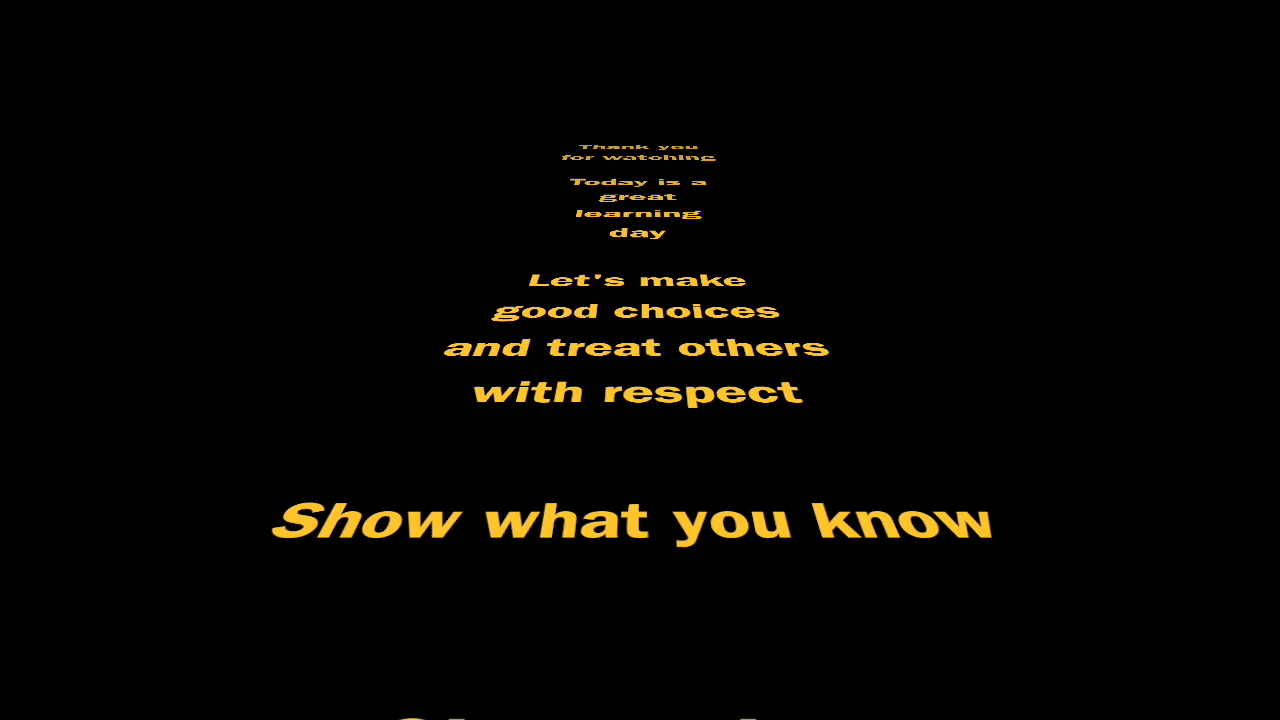 Thank you
for watching
Today is a
great
learning
day
Let's make
good choices
and treat others
with respect
Show what you know